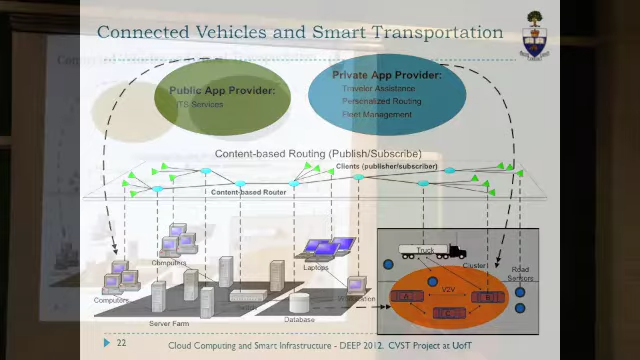 Connected Vehicles and Smart Transportation
Public App Provider:
ITS-Services
Private App Provider:
Traveler Assistance
Personalized Routing
Fleet Management
Content-based Routing (Publish/Subscribe)
Clients (publisher/subscriber)
Content-based Router
Computers
Laptops
Truck
Cluster1
Road
Sensors
V2V
Computers
Workstation
Database
Server Farm
22
Cloud Computing and Smart Infrastructure - DEEP 2012. CVST Project at UofT